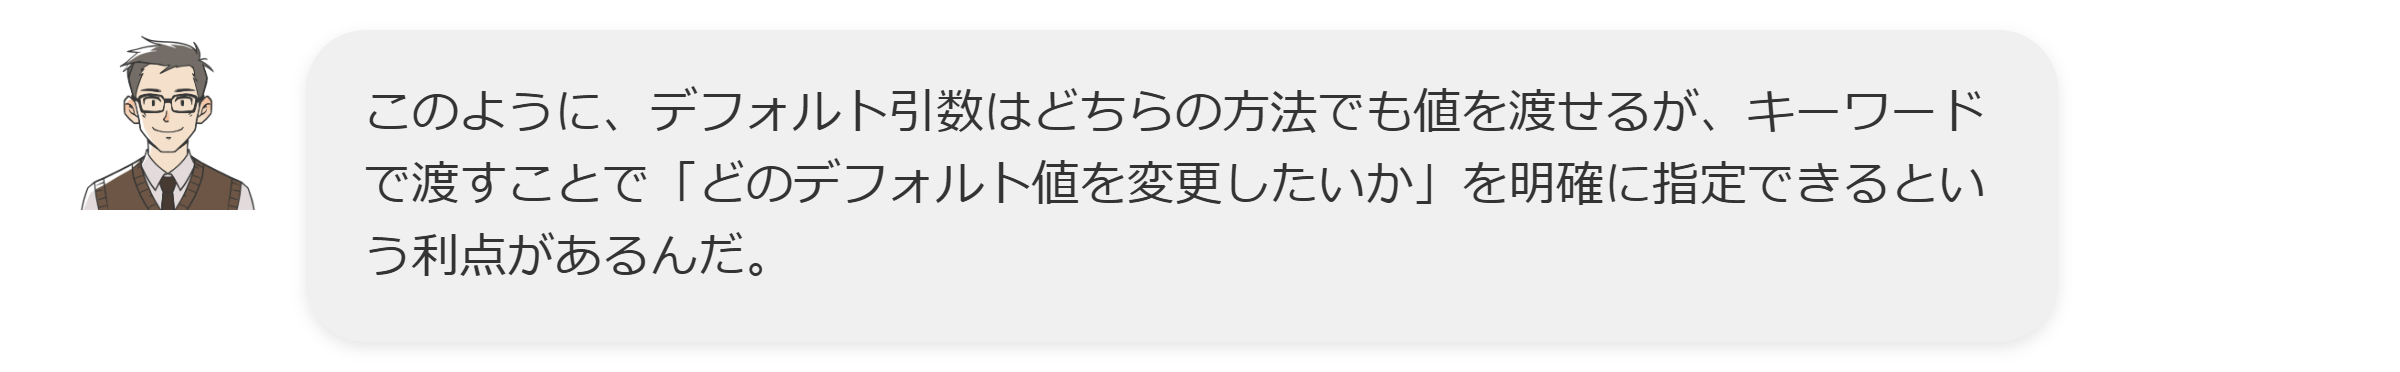 このように、デフォルト引数はどちらの方法でも値を渡せるが、キーワード
で渡すことで「どのデフォルト値を変更したいか」を明確に指定できるとい
う利点があるんだ。